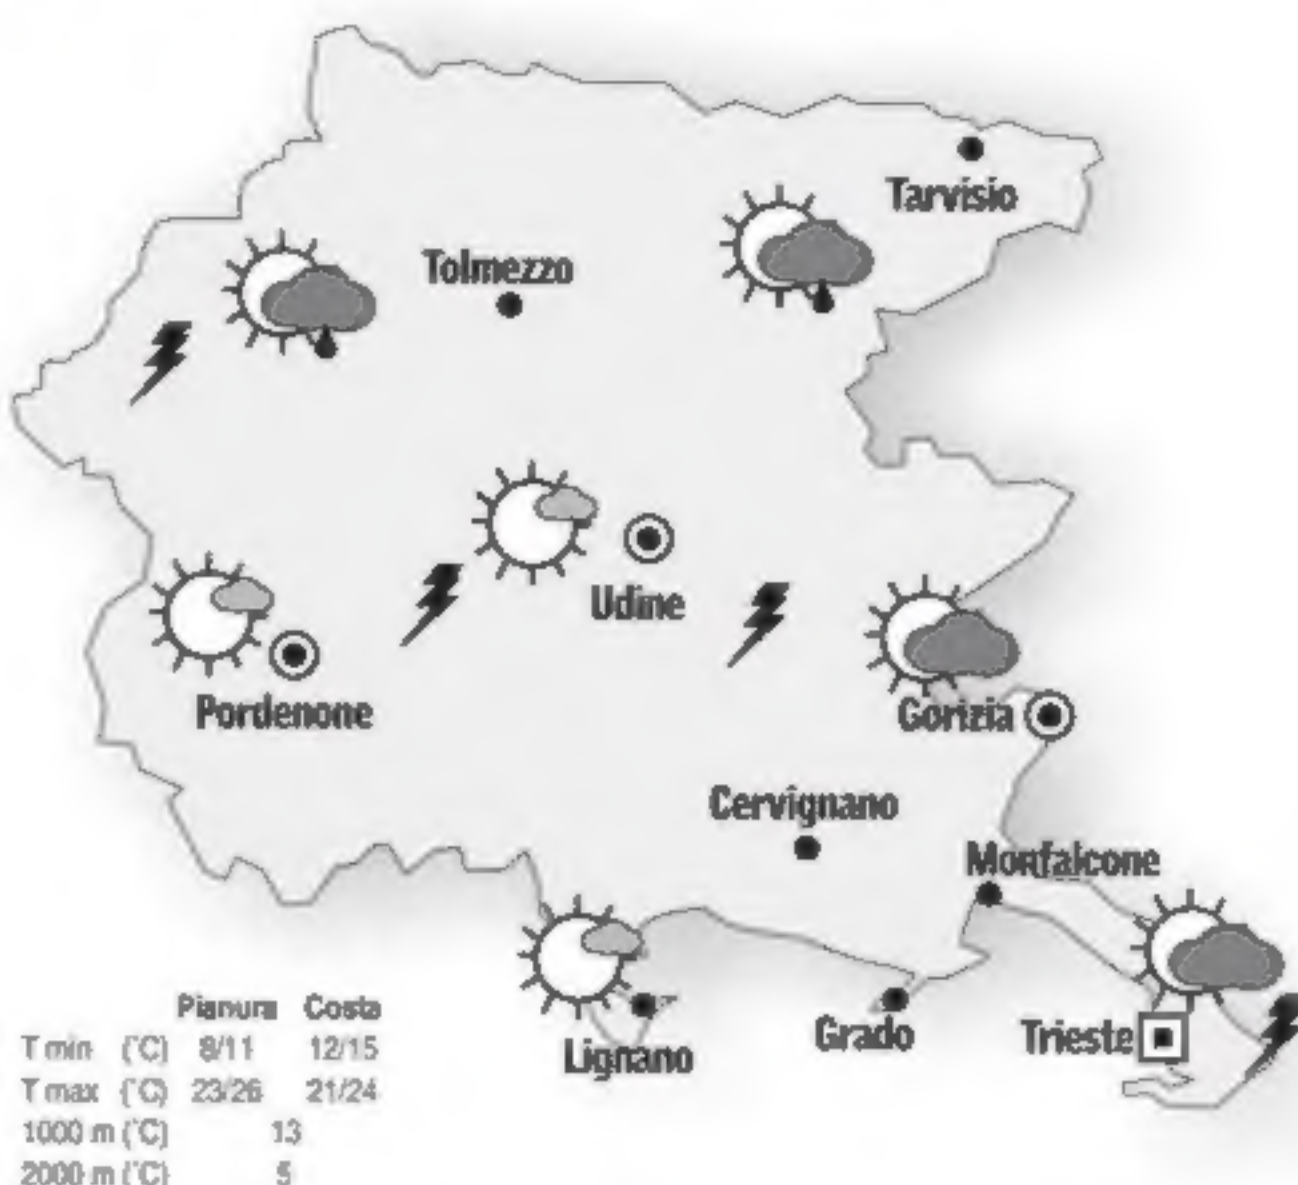 Tarvisio
Tolmezzo
Udine
Pordenone
Gorizia
Cervignano
Monfalcone
Grado
Trieste
Lignano
Pianura Costa
T min (°C) 8/11 12/15
T max (°C) 23/26 21/24
1000 m (°C) 13
2000 m (°C) 5